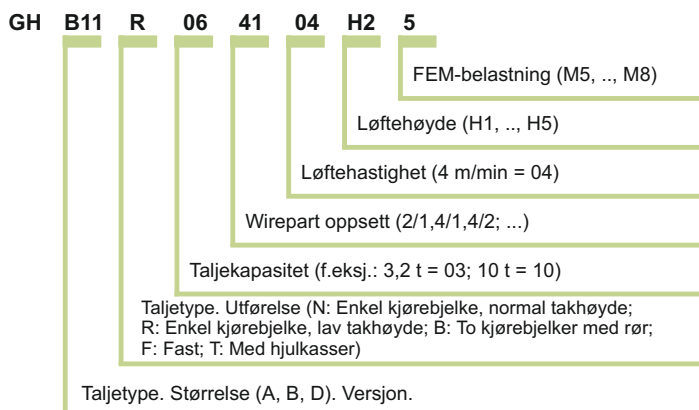 GH B11 R 06 41 04 H2 5
FEM-belastning (M5, .., M8)
Løftehøyde (H1, .., H5)
Løftehastighet (4 m/min = 04)
Wirepart oppsett (2/1,4/1,4/2; ...)
Taljekapasitet (f.eksj.: 3,2 t = 03; 10 t = 10)
Taljetype. Utførelse (N: Enkel kjørebjelke, normal takhøyde;
R: Enkel kjørebjelke, lav takhøyde; B: To kjørebjelker med rør;
F: Fast; T: Med hjulkasser)
Taljetype. Størrelse (A, B, D). Versjon.